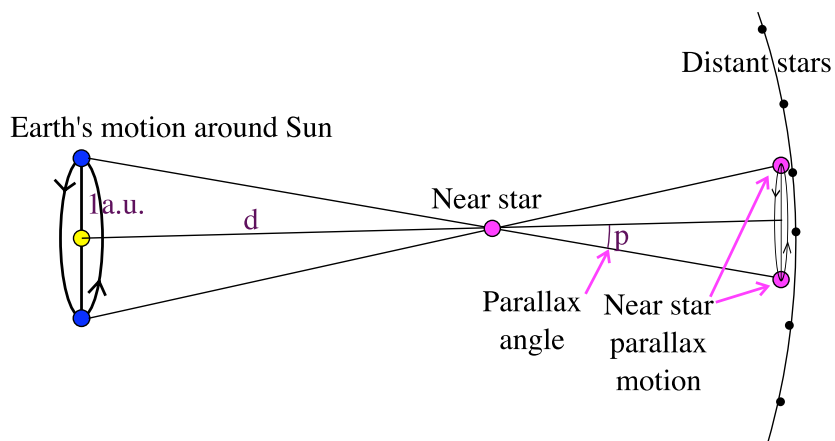 Distant stars
Earth's motion around Sun
1a.u.
Near star
d
p
Parallax
angle
Near star
parallax
motion